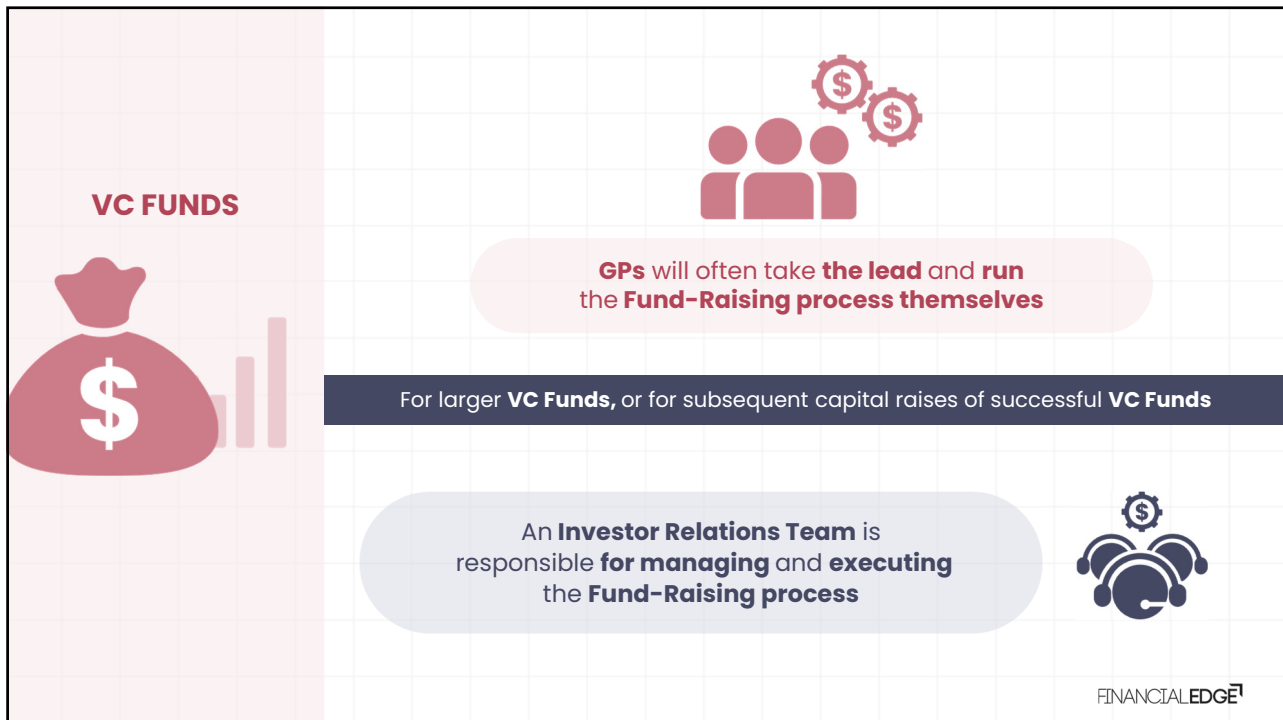 VC FUNDS
$
$
$
GPs will often take the lead and run
the Fund-Raising process themselves
For larger VC Funds, or for subsequent capital raises of successful VC Funds
$
An Investor Relations Team is
responsible for managing and executing
the Fund-Raising process
FINANCIALEDGE